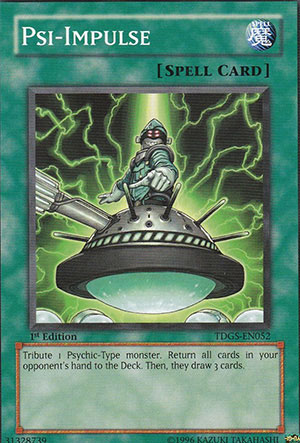 PSI-IMPULSE
魔
[SPELL CARD]
1st Edition
TDGS-EN052
Tribute 1 Psychic-Type monster. Return all cards in your
opponent's hand to the Deck. Then, they draw 3 cards.
31328739
©1996 KAZUKI TAKAHASHI